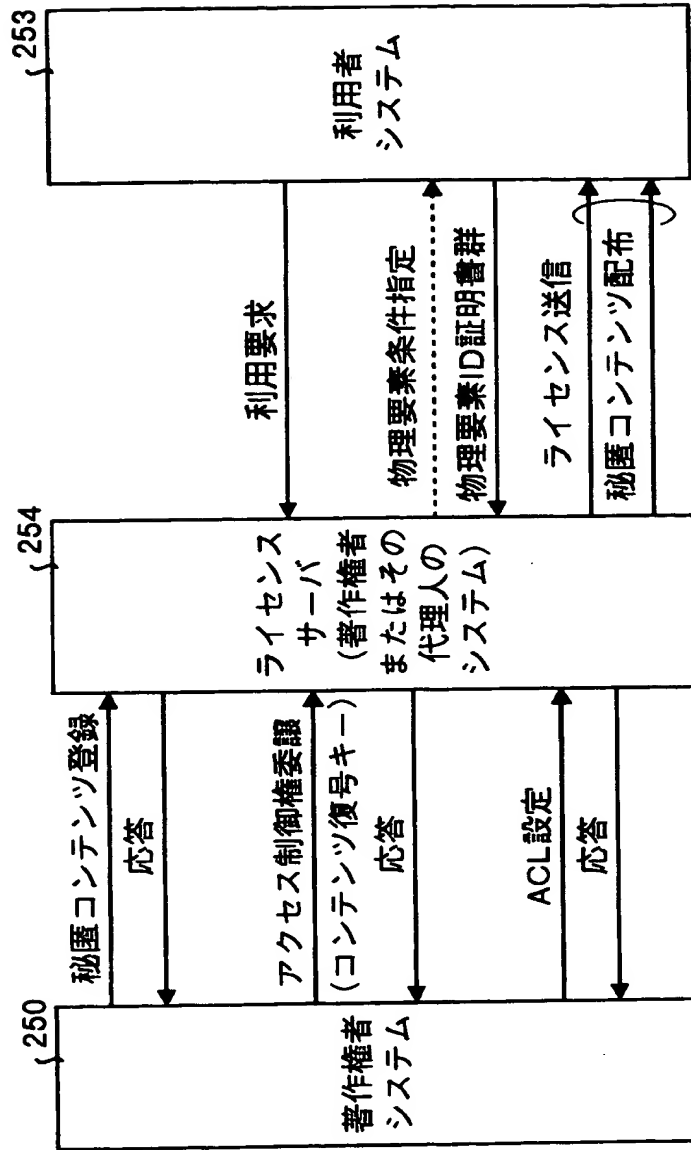 250
著作権者
システム
秘匿コンテンツ登録
応答
アクセス制御権委譲
(コンテンツ復号キー)
応答
ACL設定
応答
254
ライセンス
サーバ
(著作権者
またはその
代理人の
システム)
利用要求
物理要素条件指定
物理要素ID証明書群
ライセンス送信
秘匿コンテンツ配布
253
利用者
システム